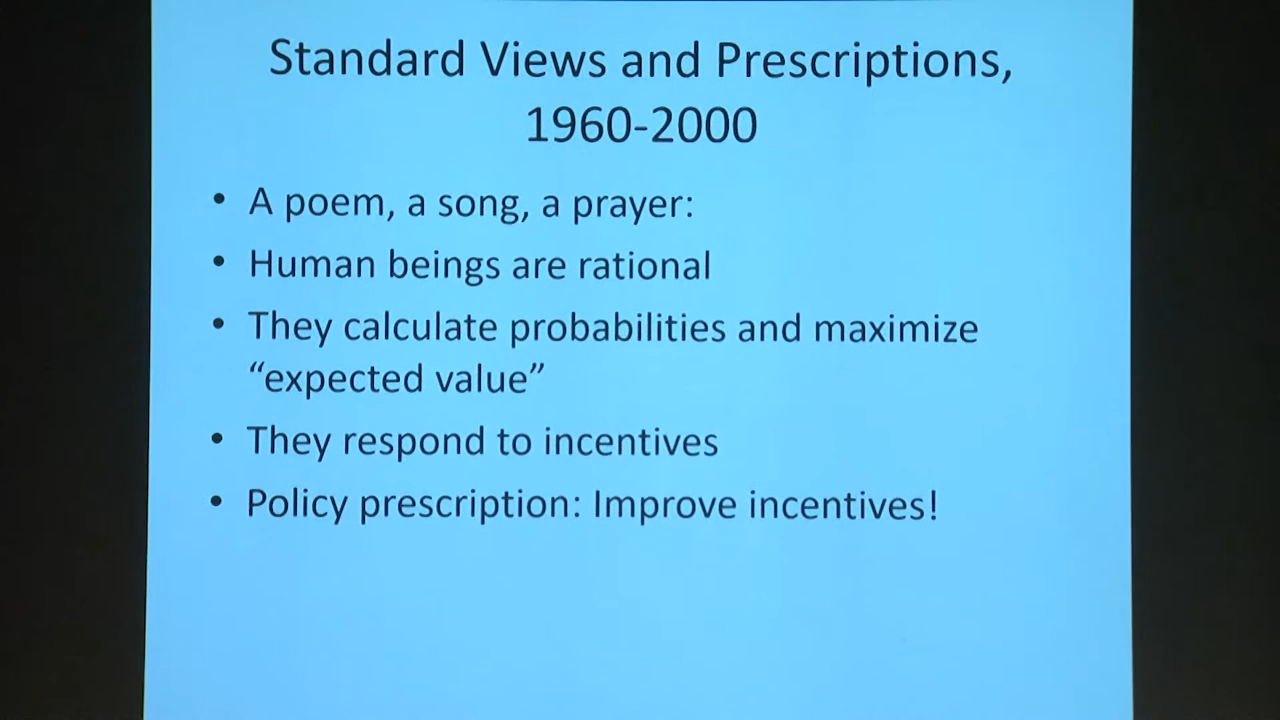 Standard Views and Prescriptions,
1960-2000
• A poem, a song, a prayer:
• Human beings are rational
• They calculate probabilities and maximize
“expected value”
• They respond to incentives
• Policy prescription: Improve incentives!